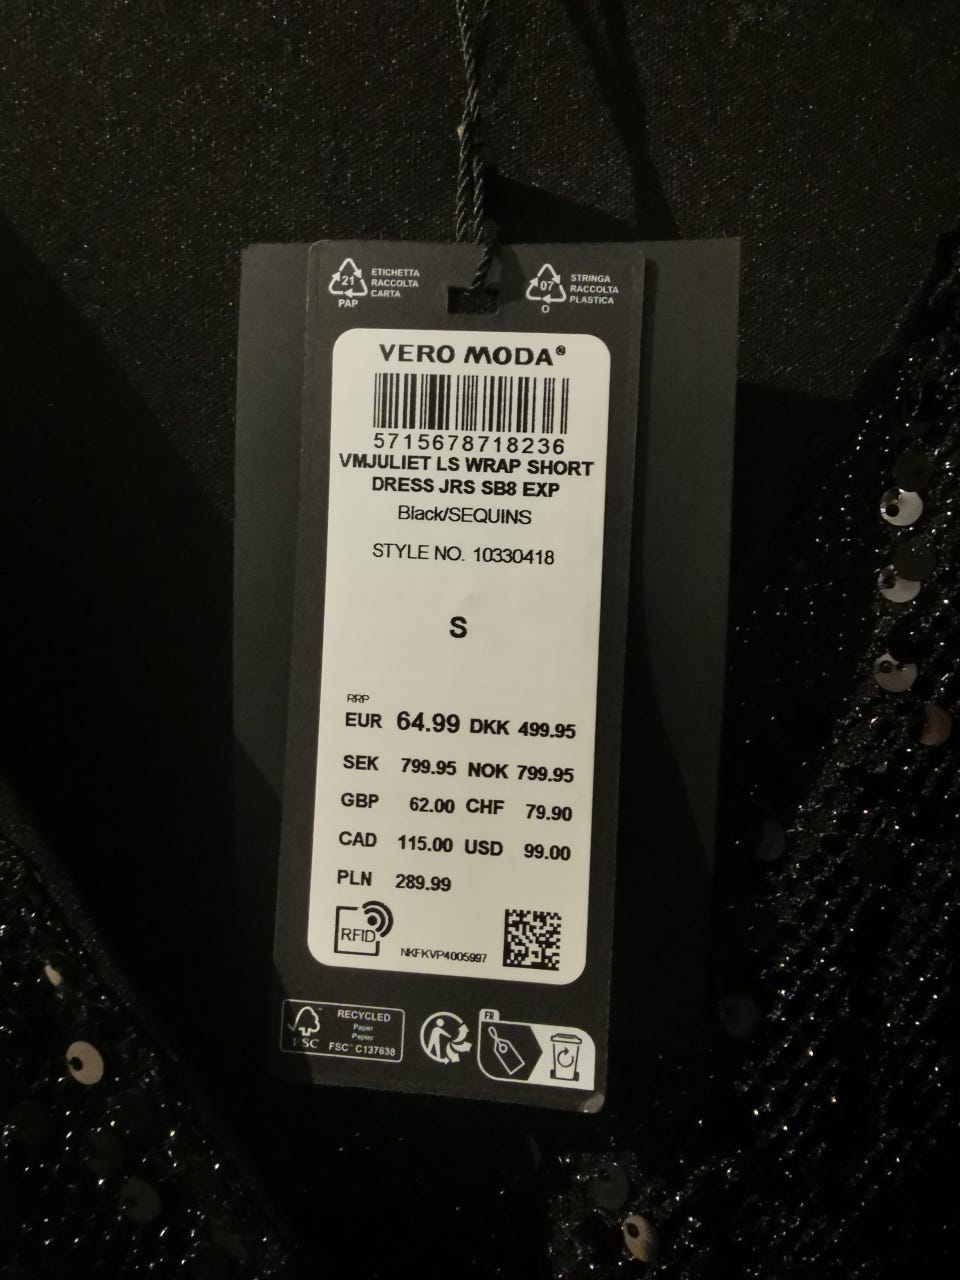 21
PAP
ETICHETTA
RACCOLTA
CARTA
07
O
STRINGA
RACCOLTA
PLASTICA
VERO MODA®
5715678718236
VMJULIET LS WRAP SHORT
DRESS JRS SB8 EXP
Black/SEQUINS
STYLE NO. 10330418
S
RRP
EUR 64.99 DKK 499.95
SEK 799.95 NOK 799.95
GBP 62.00 CHF 79.90
CAD 115.00 USD 99.00
PLN 289.99
RFID
NKFKVP4005997
FSC
RECYCLED
Paper
Papier
FSC™ C137638
FR